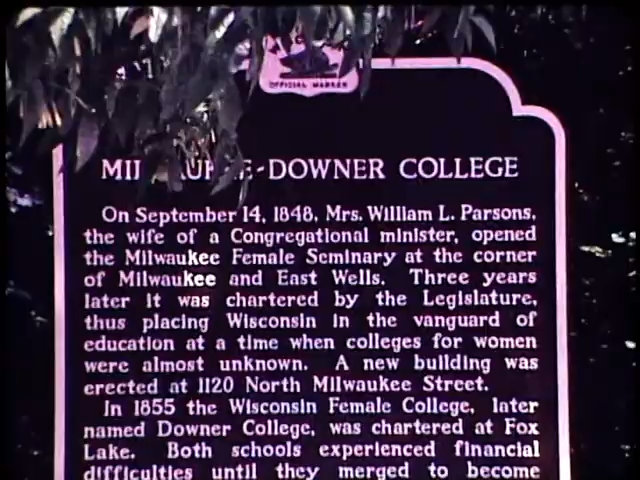 OFFICIAL MARKER
-DOWNER COLLEGE
On September 14, 1848, Mrs. William L. Parsons,
the wife of a Congregational minister, opened
the Milwaukee Female Seminary at the corner
of Milwaukee and East Wells. Three years
later it was chartered by the Legislature,
thus placing Wisconsin in the vanguard of
education at a time when colleges for women
were almost unknown. A new building was
erected at 1120 North Milwaukee Street.
In 1855 the Wisconsin Female College, later
named Downer College, was chartered at Fox
Lake. Both schools experienced financial
difficulties until they merged to become